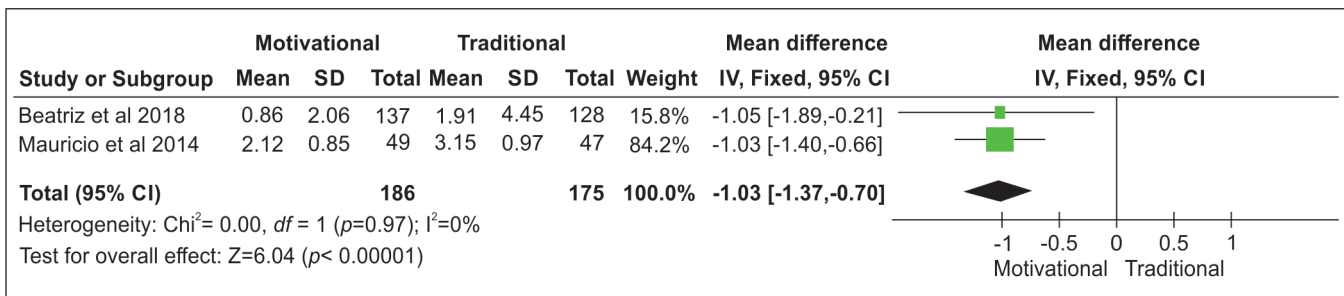 Motivational Traditional Mean difference Mean difference
Study or Subgroup Mean SD Total Mean SD Total Weight IV, Fixed, 95% CI IV, Fixed, 95% CI
Beatriz et al 2018 0.86 2.06 137 1.91 4.45 128 15.8% -1.05 [-1.89,-0.21]
Mauricio et al 2014 2.12 0.85 49 3.15 0.97 47 84.2% -1.03 [-1.40,-0.66]
Total (95% CI) 186 175 100.0% -1.03 [-1.37,-0.70]
Heterogeneity: Chi²= 0.00, df = 1 (p=0.97); I²=0%
Test for overall effect: Z=6.04 (p< 0.00001)
-1 -0.5 0 0.5 1
Motivational Traditional